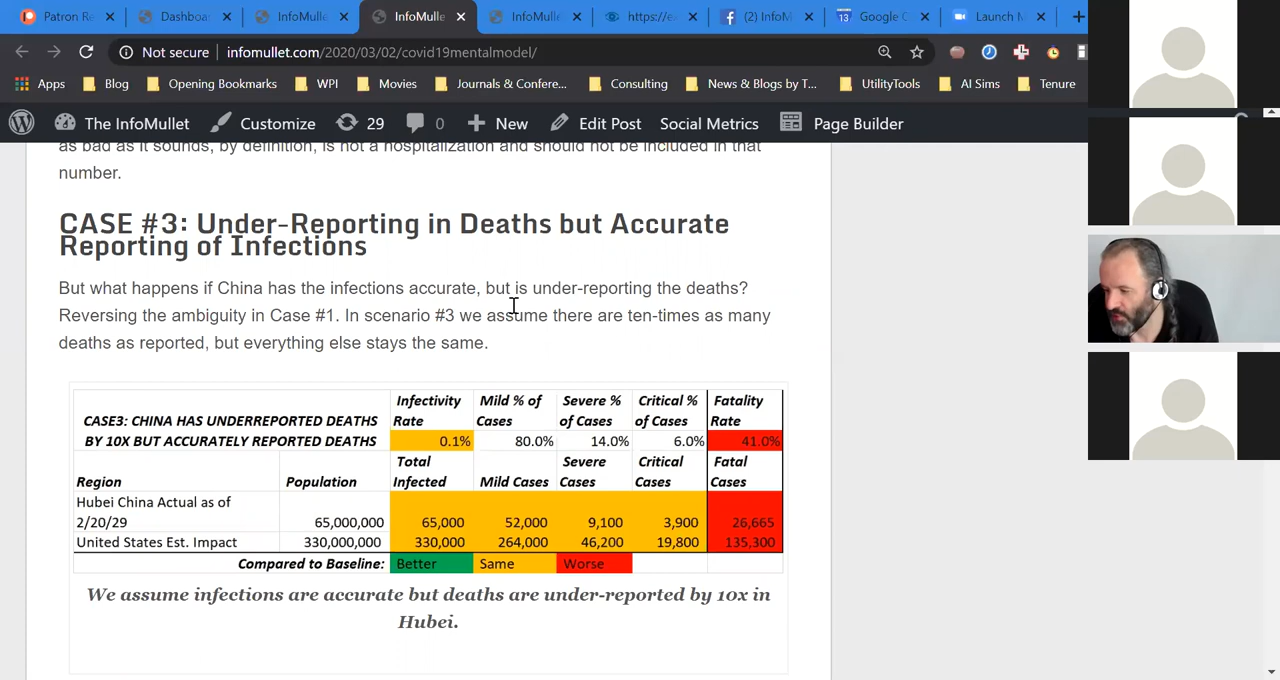 Patron R
Dashboa
InfoMulle
InfoMulle
InfoMulle
https://e
(2) InfoM
Google C
Launch M
Not secure
infomullet.com/2020/03/02/covid19mentalmodel/
Apps
Blog
Opening Bookmarks
WPI
Movies
Journals & Confere...
Consulting
News & Blogs by T...
UtilityTools
AI Sims
Tenure
The InfoMullet
Customize
29
0
New
Edit Post
Social Metrics
Page Builder
as bad as it sounds, by definition, is not a hospitalization and should not be included in that
number.
CASE #3: Under-Reporting in Deaths but Accurate
Reporting of Infections
But what happens if China has the infections accurate, but is under-reporting the deaths?
Reversing the ambiguity in Case #1. In scenario #3 we assume there are ten-times as many
deaths as reported, but everything else stays the same.
Infectivity Mild % of Severe % Critical % Fatality
CASE3: CHINA HAS UNDERREPORTED DEATHS Rate Cases of Cases of Cases Rate
BY 10X BUT ACCURATELY REPORTED DEATHS 0.1% 80.0% 14.0% 6.0% 41.0%
Total Severe Critical Fatal
Region Population Infected Mild Cases Cases Cases Cases
Hubei China Actual as of
2/20/29 65,000,000 65,000 52,000 9,100 3,900 26,665
United States Est. Impact 330,000,000 330,000 264,000 46,200 19,800 135,300
Compared to Baseline: Better Same Worse
We assume infections are accurate but deaths are under-reported by 10x in
Hubei.